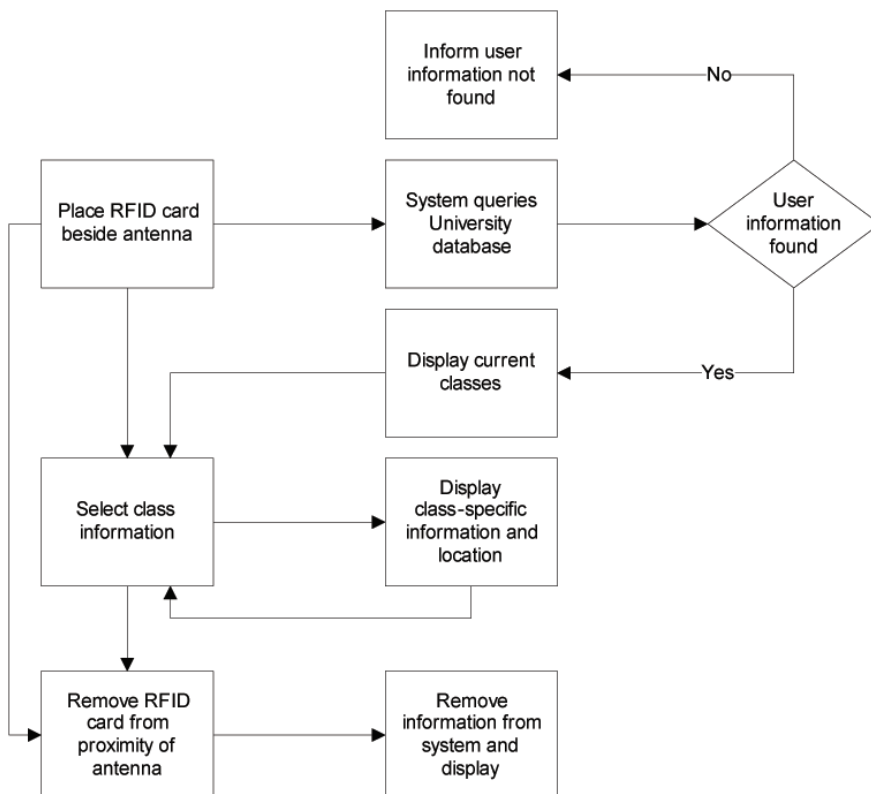 Inform user
information not
found
No
Place RFID card
beside antenna
System queries
University
database
User
information
found
Display current
classes
Yes
Select class
information
Display
class-specific
information and
location
Remove RFID
card from
proximity of
antenna
Remove
information from
system and
display